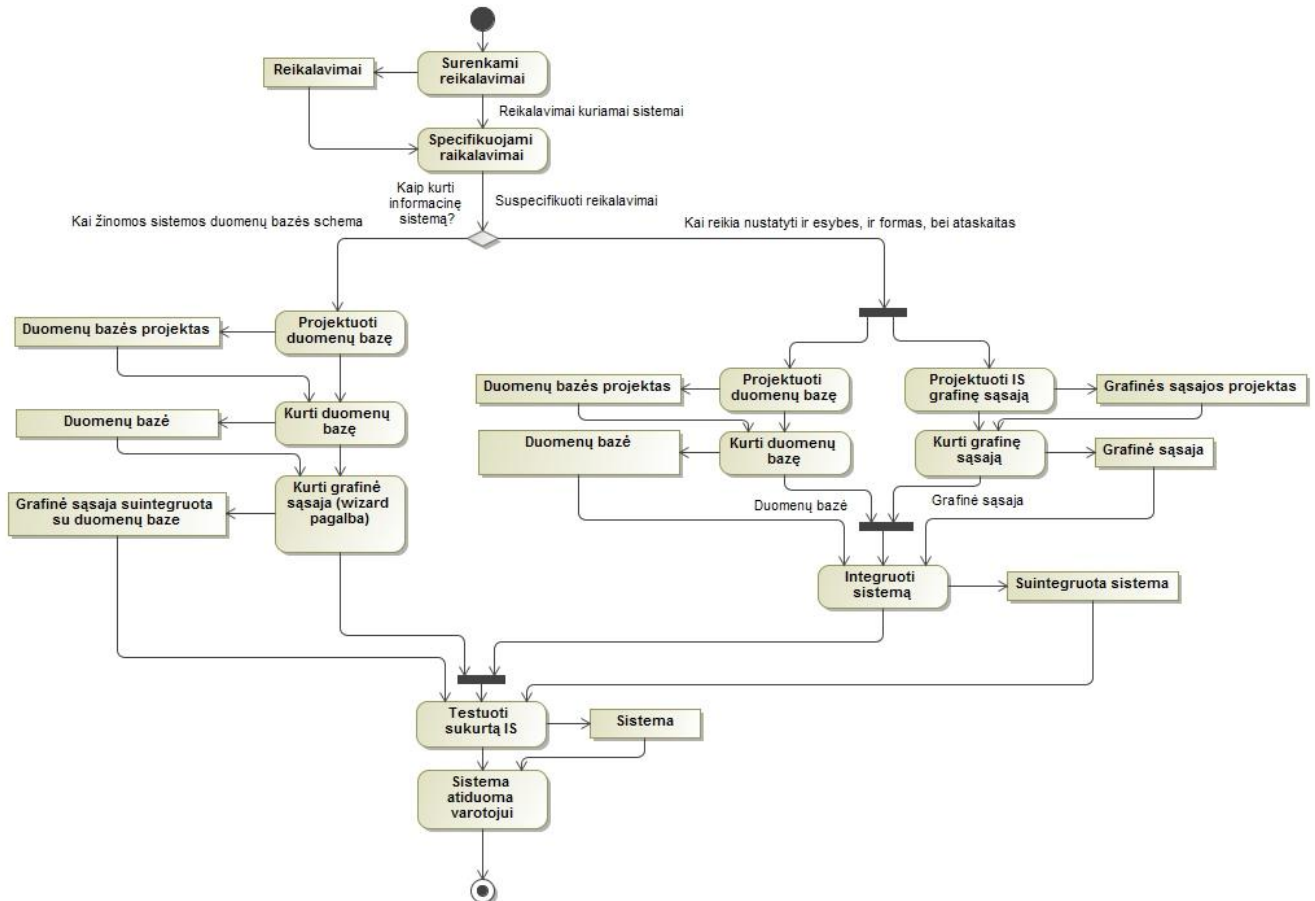 Surenkami
reikalavimai
Reikalavimai
Reikalavimai kuriamai sistemai
Specifikuojami
raikalavimai
Kaip kurti
informacinę
sistemą?
Suspecifikuoti reikalavimai
Kai žinomos sistemos duomenų bazės schema
Kai reikia nustatyti ir esybes, ir formas, bei ataskaitas
Projektuoti
duomenų bazę
Duomenų bazės projektas
Kurti duomenų
bazę
Duomenų bazė
Kurti grafinė
sąsaja (wizard
pagalba)
Grafinė sąsaja suintegruota
su duomenų baze
Projektuoti
duomenų bazę
Duomenų bazės projektas
Projektuoti IS
grafinę sąsają
Grafinės sąsajos projektas
Kurti duomenų
bazę
Duomenų bazė
Kurti grafinę
sąsają
Grafinė sąsaja
Duomenų bazė
Grafinė sąsaja
Integruoti
sistemą
Suintegruota sistema
Testuoti
sukurtą IS
Sistema
Sistema
atiduoma
varotojui